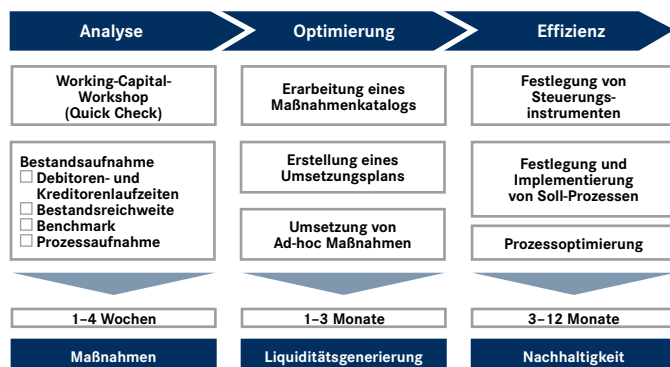 Analyse
Optimierung
Effizienz
Working-Capital-
Workshop
(Quick Check)
Bestandsaufnahme
☐ Debitoren- und
Kreditorenlaufzeiten
☐ Bestandsreichweite
☐ Benchmark
☐ Prozessaufnahme
1–4 Wochen
Maßnahmen
Erarbeitung eines
Maßnahmenkatalogs
Erstellung eines
Umsetzungsplans
Umsetzung von
Ad-hoc Maßnahmen
1–3 Monate
Liquiditätsgenerierung
Festlegung von
Steuerungs-
instrumenten
Festlegung und
Implementierung
von Soll-Prozessen
Prozessoptimierung
3–12 Monate
Nachhaltigkeit